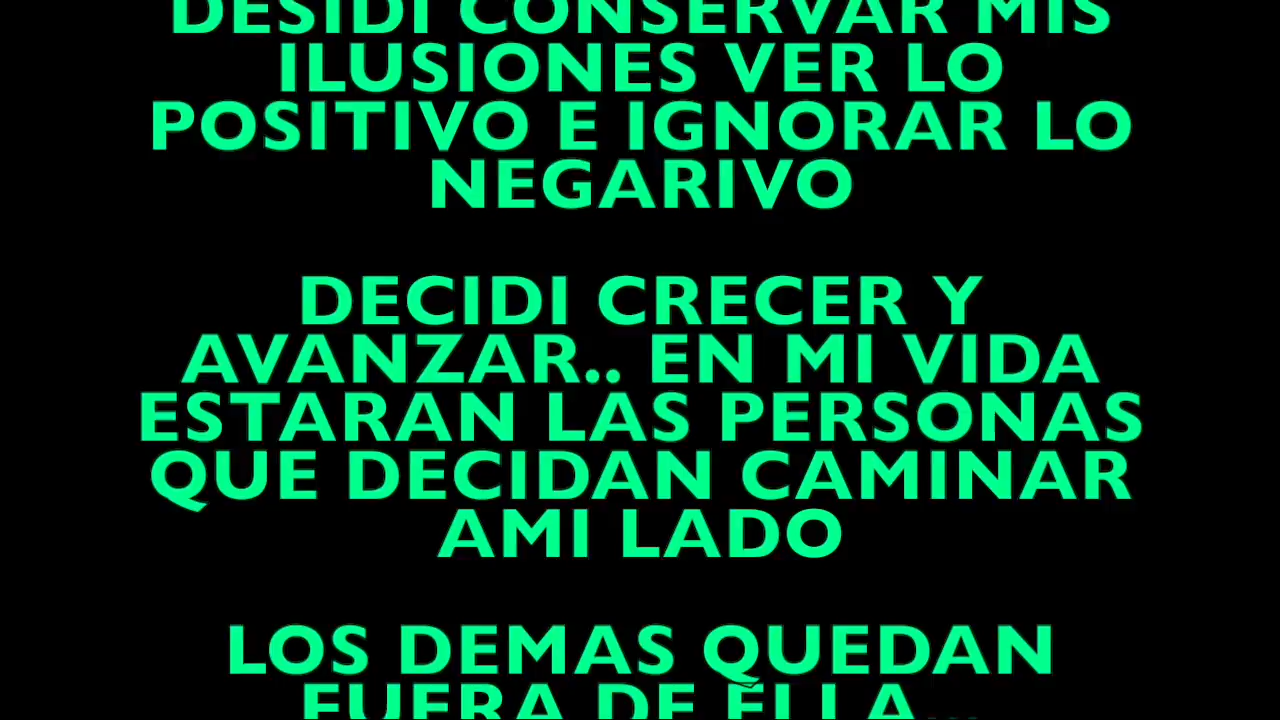 DESIDI CONSERVAR MIS
ILUSIONES VER LO
POSITIVO E IGNORAR LO
NEGARIVO
DECIDI CRECER Y
AVANZAR.. EN MI VIDA
ESTARAN LAS PERSONAS
QUE DECIDAN CAMINAR
AMI LADO
LOS DEMAS QUEDAN
FUERA DE ELLA...